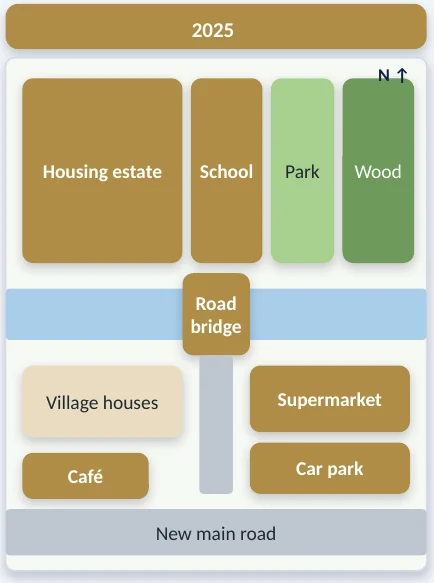 2025
N ↑
Housing estate
School
Park
Wood
Road
bridge
Village houses
Supermarket
Café
Car park
New main road